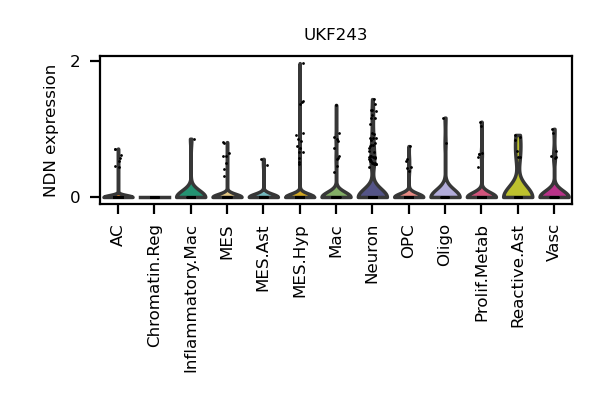 UKF243
NDN expression
2
0
AC
Chromatin.Reg
Inflammatory.Mac
MES
MES.Ast
MES.Hyp
Mac
Neuron
OPC
Oligo
Prolif.Metab
Reactive.Ast
Vasc